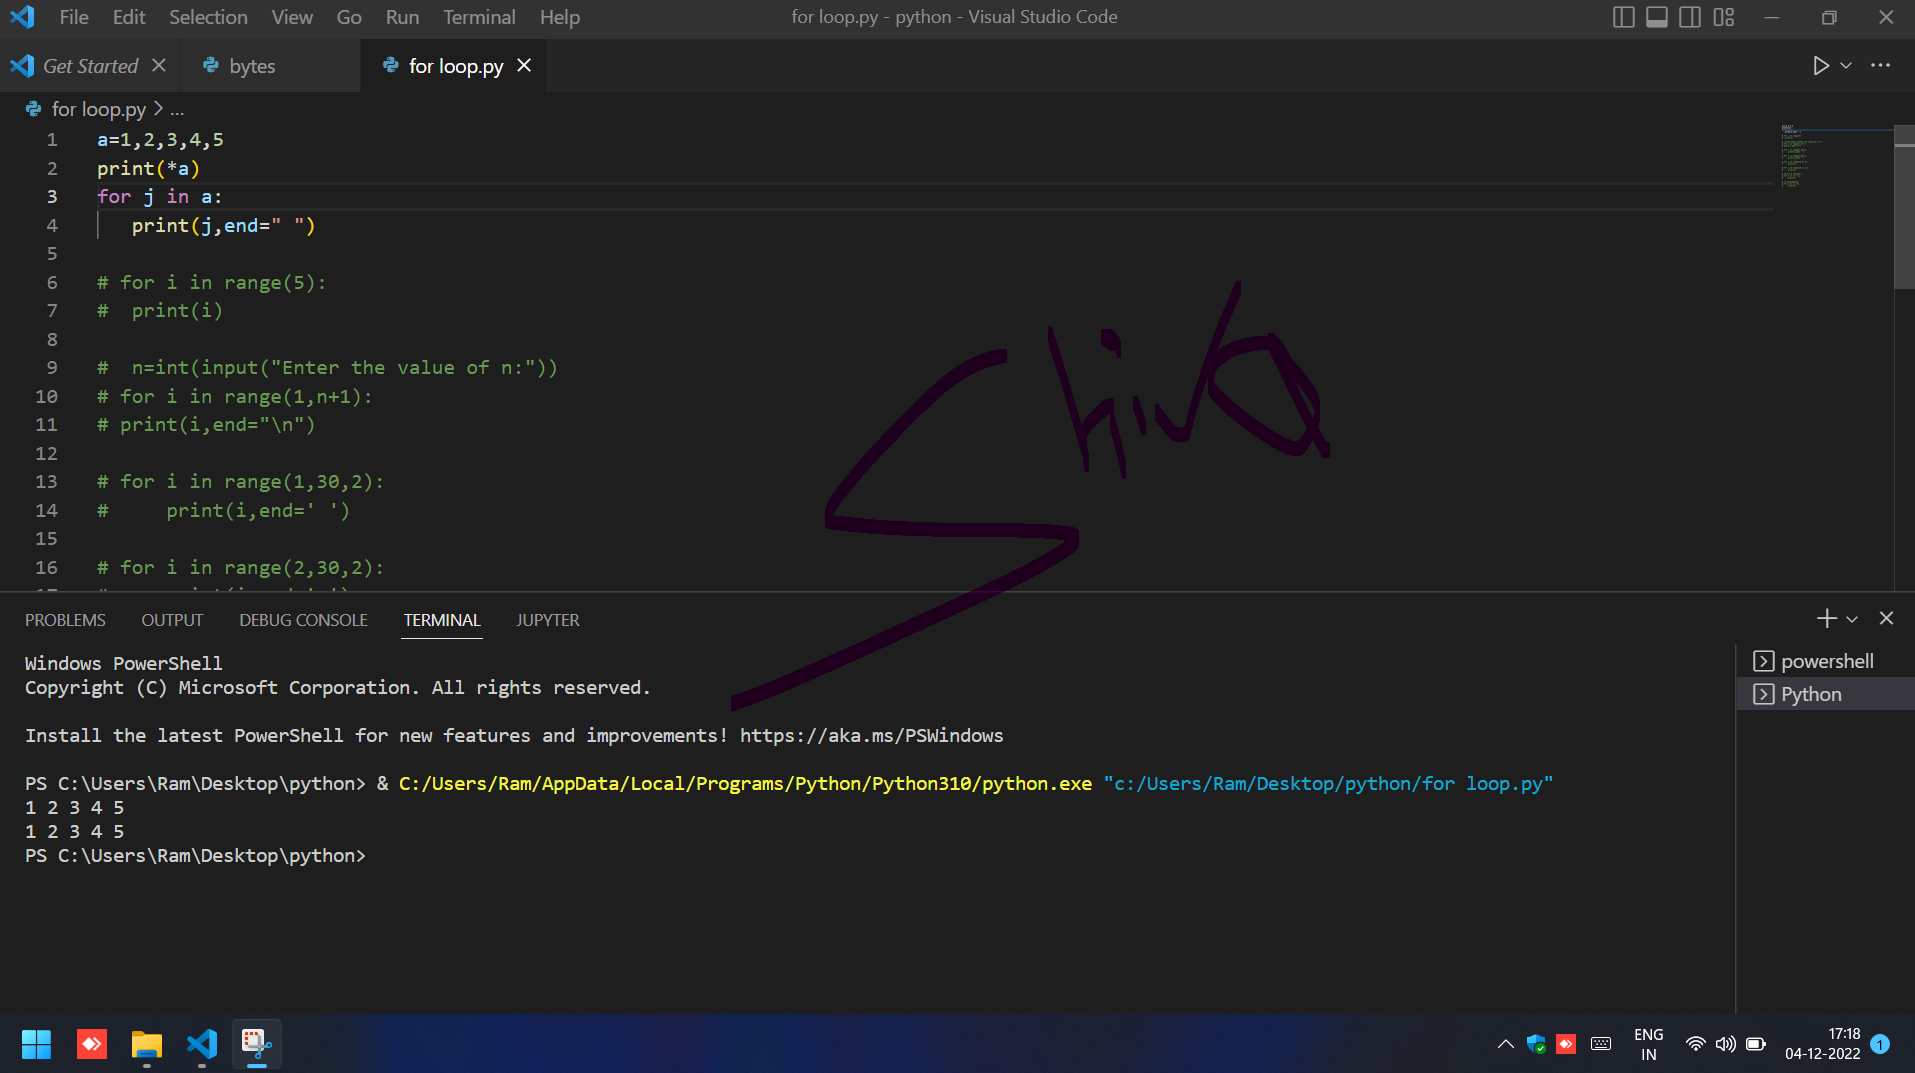 File Edit Selection View Go Run Terminal Help for loop.py - python - Visual Studio Code
Get Started bytes for loop.py
for loop.py > ...
1 a=1,2,3,4,5
2 print(*a)
3 for j in a:
4    print(j,end=" ")
5
6 # for i in range(5):
7 #  print(i)
8
9 #  n=int(input("Enter the value of n:"))
10 # for i in range(1,n+1):
11 # print(i,end="\n")
12
13 # for i in range(1,30,2):
14 #     print(i,end=' ')
15
16 # for i in range(2,30,2):
Shiva
PROBLEMS OUTPUT DEBUG CONSOLE TERMINAL JUPYTER
Windows PowerShell
Copyright (C) Microsoft Corporation. All rights reserved.
Install the latest PowerShell for new features and improvements! https://aka.ms/PSWindows
PS C:\Users\Ram\Desktop\python> & C:/Users/Ram/AppData/Local/Programs/Python/Python310/python.exe "c:/Users/Ram/Desktop/python/for loop.py"
1 2 3 4 5
1 2 3 4 5
PS C:\Users\Ram\Desktop\python>
powershell
Python
ENG
IN
17:18
04-12-2022
1